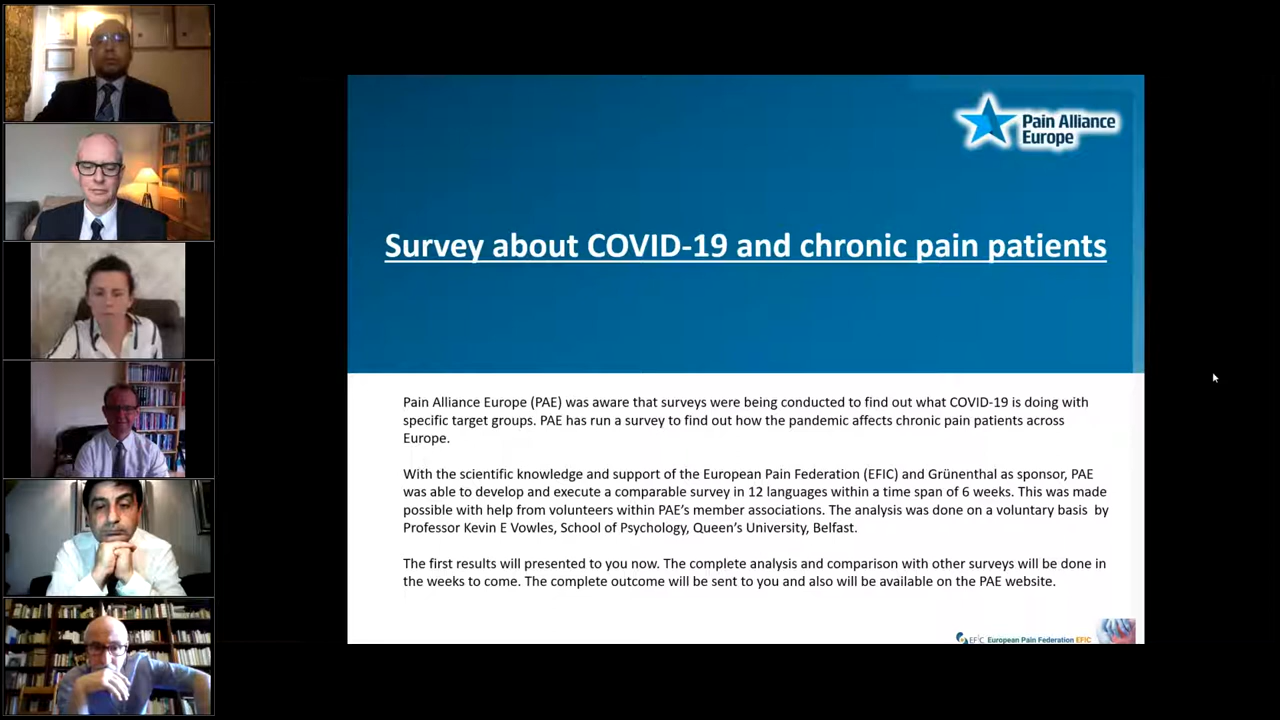 Pain Alliance
Europe
Survey about COVID-19 and chronic pain patients
Pain Alliance Europe (PAE) was aware that surveys were being conducted to find out what COVID-19 is doing with
specific target groups. PAE has run a survey to find out how the pandemic affects chronic pain patients across
Europe.
With the scientific knowledge and support of the European Pain Federation (EFIC) and Grünenthal as sponsor, PAE
was able to develop and execute a comparable survey in 12 languages within a time span of 6 weeks. This was made
possible with help from volunteers within PAE's member associations. The analysis was done on a voluntary basis by
Professor Kevin E Vowles, School of Psychology, Queen's University, Belfast.
The first results will presented to you now. The complete analysis and comparison with other surveys will be done in
the weeks to come. The complete outcome will be sent to you and also will be available on the PAE website.
EFIC European Pain Federation EFIC